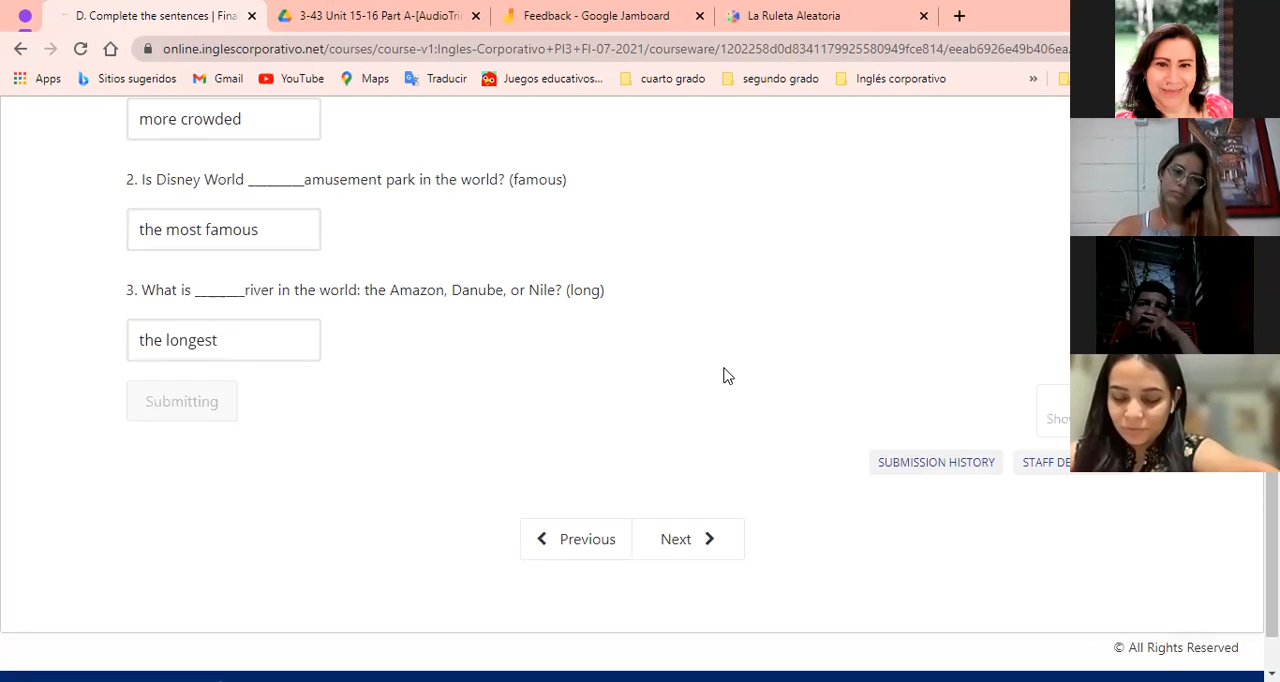 D. Complete the sentences | Fina
3-43 Unit 15-16 Part A-[AudioTri
Feedback - Google Jamboard
La Ruleta Aleatoria
online.inglescorporativo.net/courses/course-v1:Ingles-Corporativo+PI3+FI-07-2021/courseware/1202258d0d8341179925580949fce814/eeab6926e49b406ea
Apps
Sitios sugeridos
Gmail
YouTube
Maps
Traducir
Juegos educativos...
cuarto grado
segundo grado
Inglés corporativo
»
more crowded
2. Is Disney World ________amusement park in the world? (famous)
the most famous
3. What is _______river in the world: the Amazon, Danube, or Nile? (long)
the longest
Submitting
Sho
SUBMISSION HISTORY
STAFF DE
Previous
Next
© All Rights Reserved